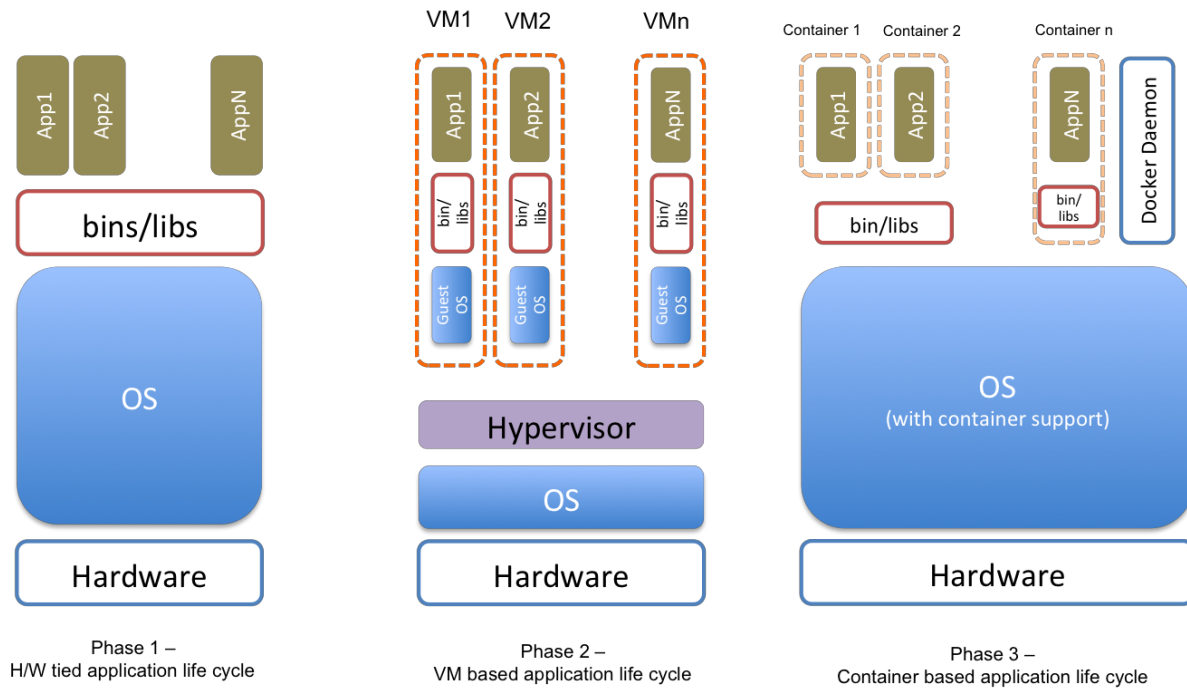 App1
App2
AppN
bins/libs
OS
Hardware
Phase 1 –
H/W tied application life cycle
VM1
VM2
VMn
App1
App2
AppN
bin/
libs
bin/
libs
bin/
libs
Guest
OS
Guest
OS
Guest
OS
Hypervisor
OS
Hardware
Phase 2 –
VM based application life cycle
Container 1
Container 2
Container n
App1
App2
AppN
bin/libs
bin/
libs
Docker Daemon
OS
(with container support)
Hardware
Phase 3 –
Container based application life cycle